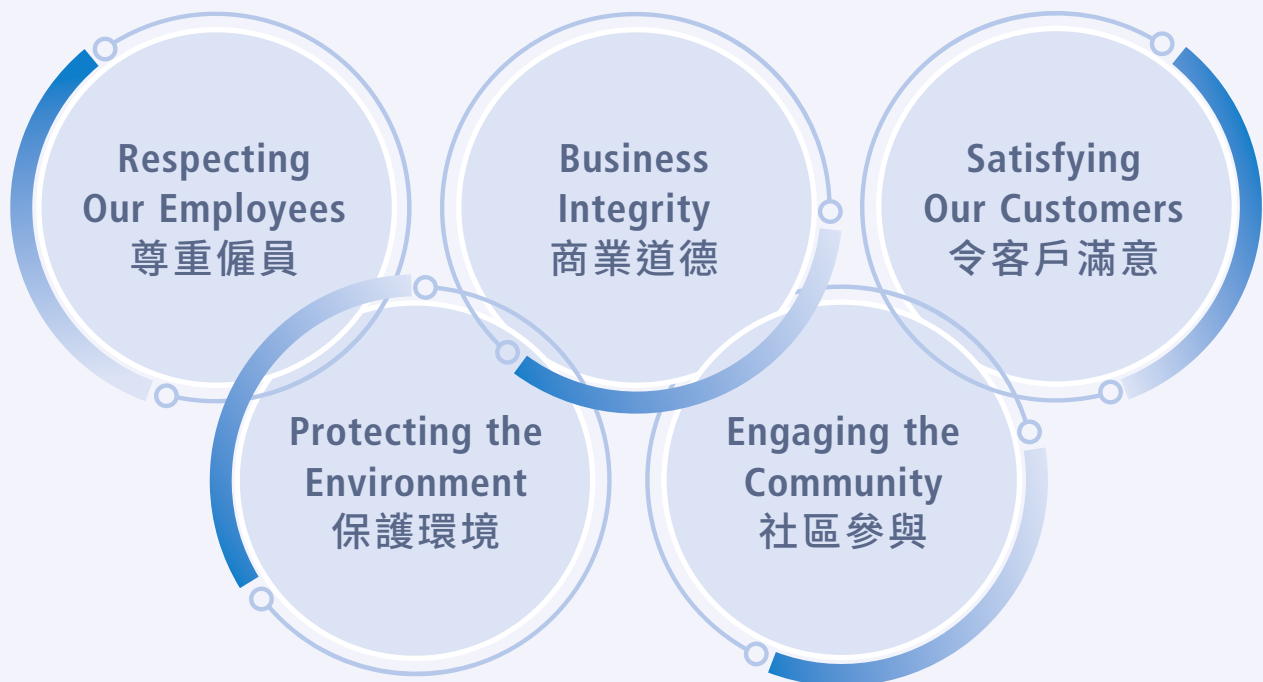 Respecting
Our Employees
尊重僱員
Business
Integrity
商業道德
Satisfying
Our Customers
令客戶滿意
Protecting the
Environment
保護環境
Engaging the
Community
社區參與